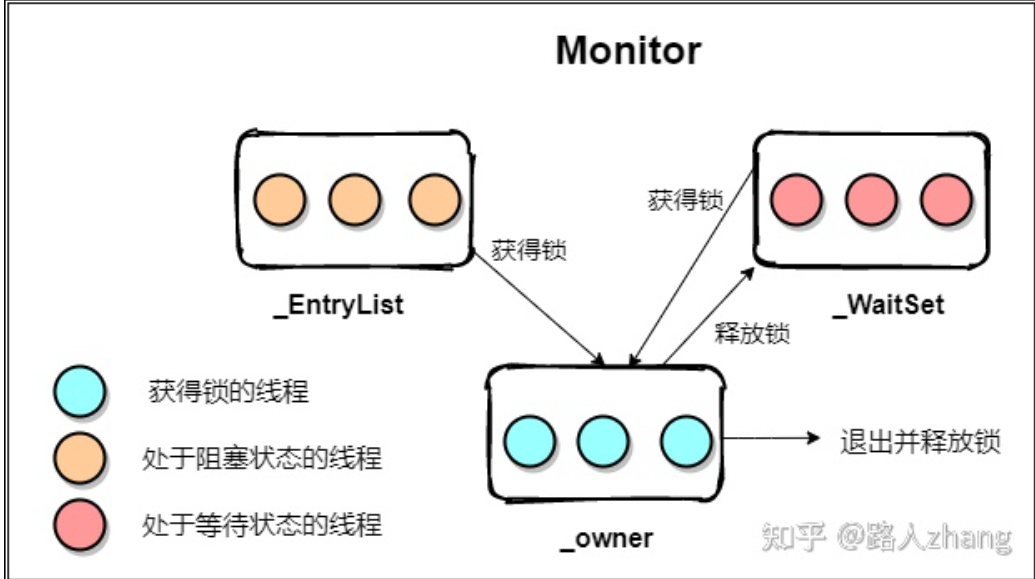 Monitor
获得锁
获得锁
_EntryList
_WaitSet
释放锁
获得锁的线程
处于阻塞状态的线程
退出并释放锁
处于等待状态的线程
_owner
知乎 @路人zhang